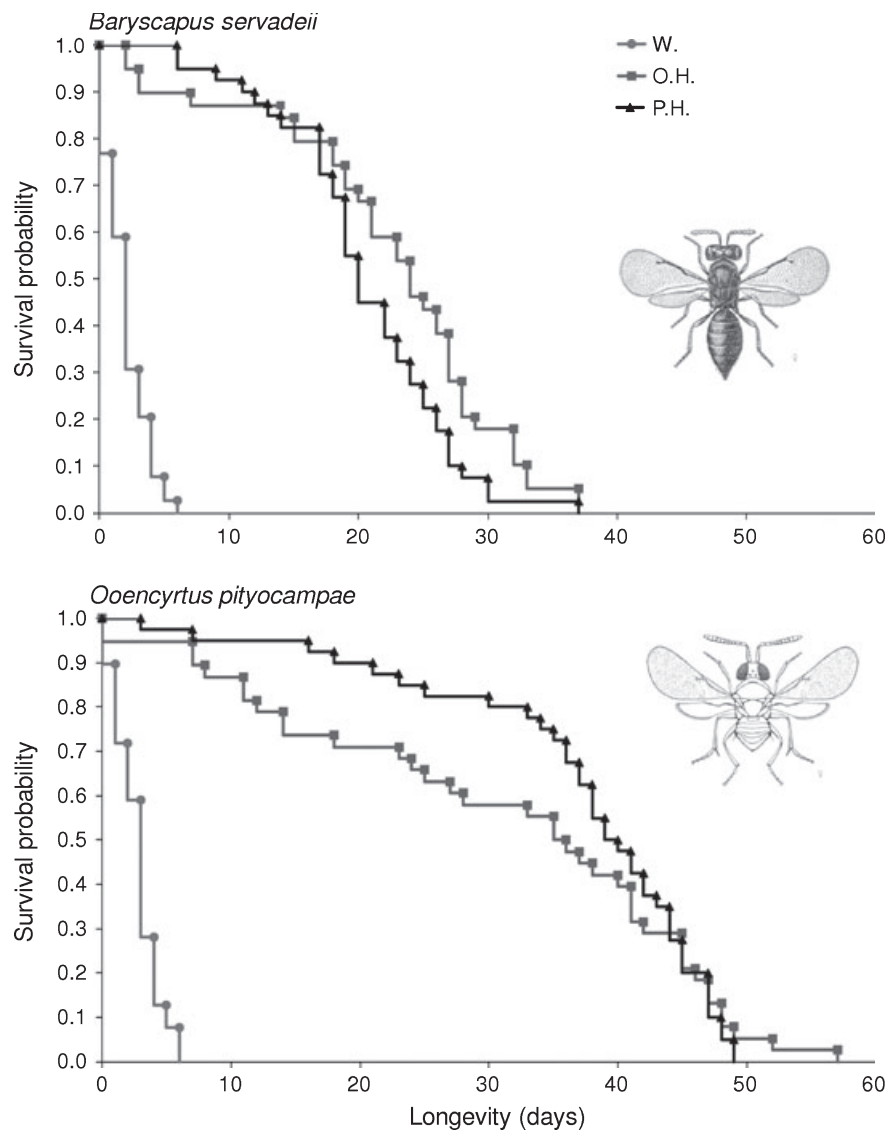 Baryscapus servadeii
W.
O.H.
P.H.
Survival probability
1.0
0.9
0.8
0.7
0.6
0.5
0.4
0.3
0.2
0.1
0.0
0 10 20 30 40 50 60
Ooencyrtus pityocampae
Survival probability
1.0
0.9
0.8
0.7
0.6
0.5
0.4
0.3
0.2
0.1
0.0
0 10 20 30 40 50 60
Longevity (days)